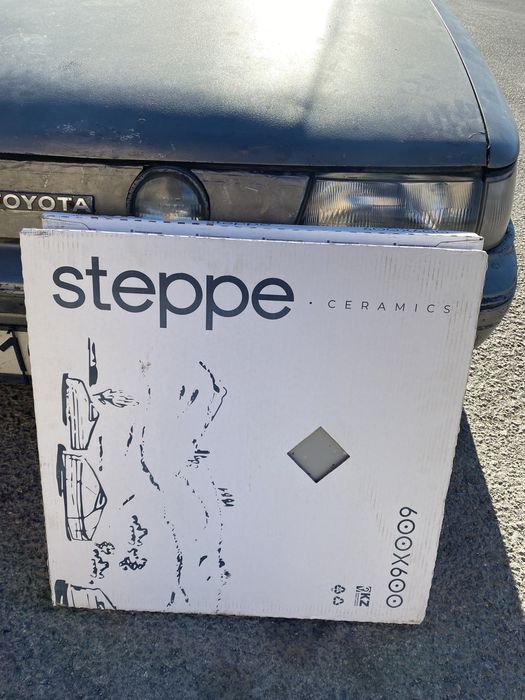 TOYOTA
steppe
· CERAMICS
600X600
KZ